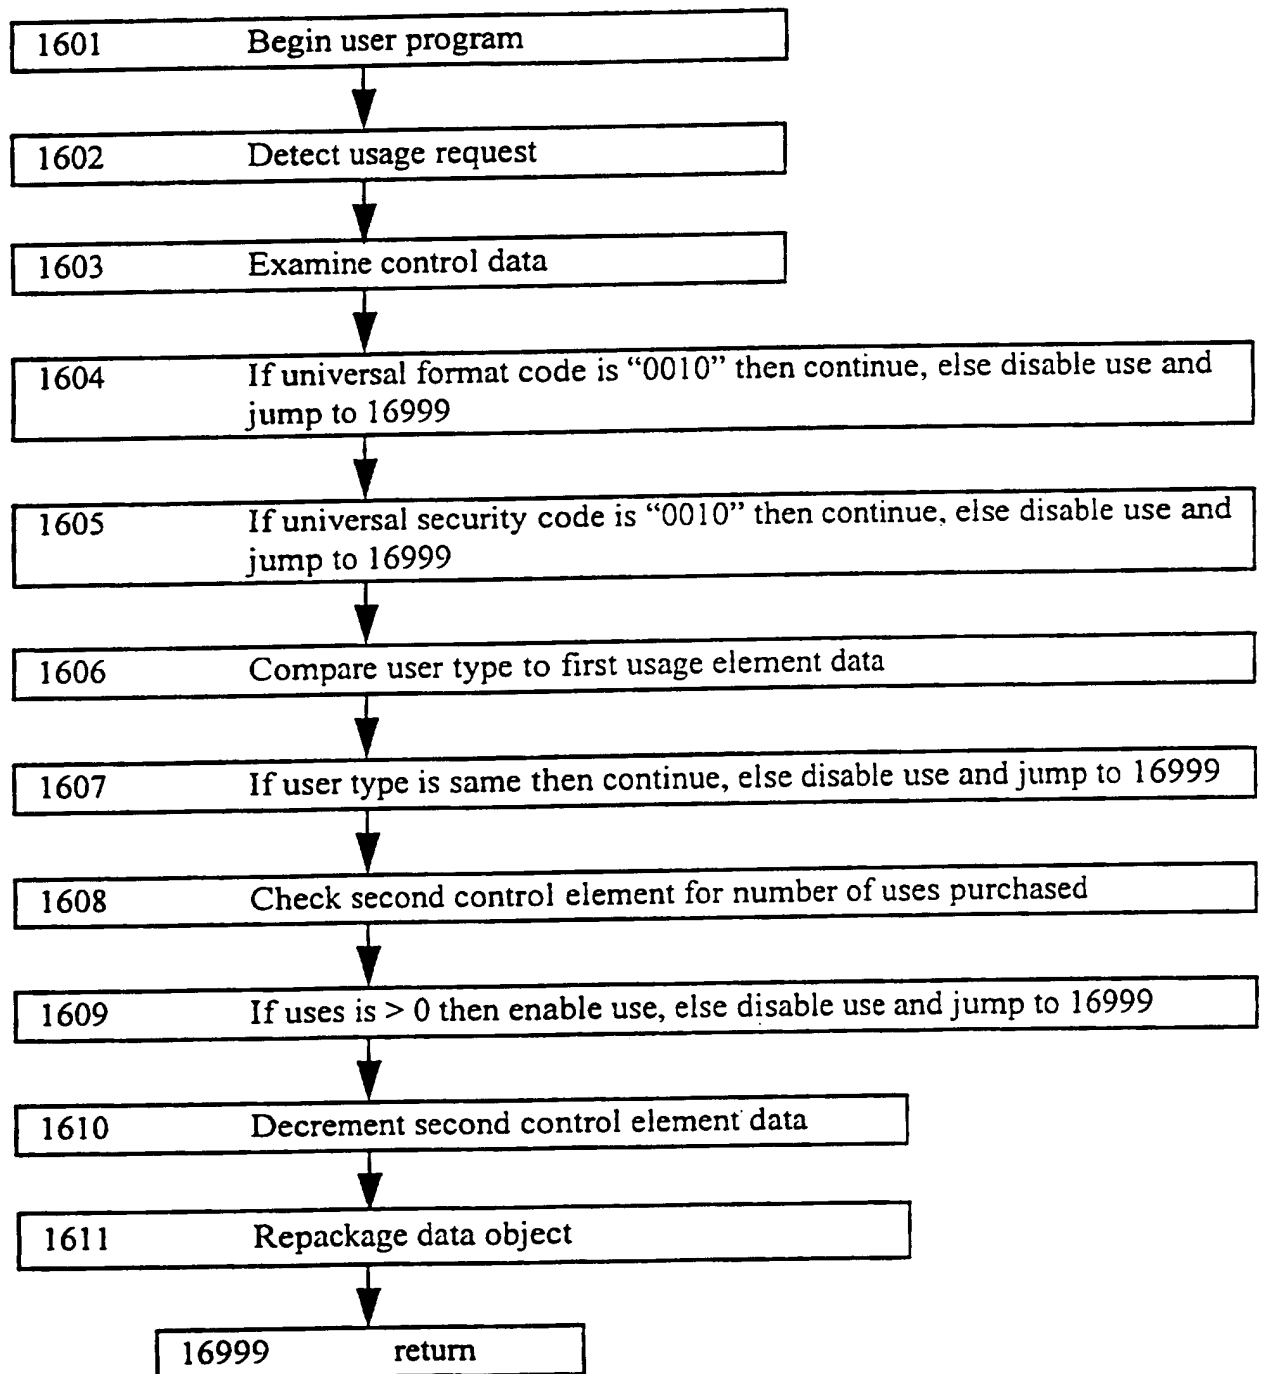 1601 Begin user program
1602 Detect usage request
1603 Examine control data
1604 If universal format code is “0010” then continue, else disable use and
jump to 16999
1605 If universal security code is “0010” then continue, else disable use and
jump to 16999
1606 Compare user type to first usage element data
1607 If user type is same then continue, else disable use and jump to 16999
1608 Check second control element for number of uses purchased
1609 If uses is > 0 then enable use, else disable use and jump to 16999
1610 Decrement second control element data
1611 Repackage data object
16999 return